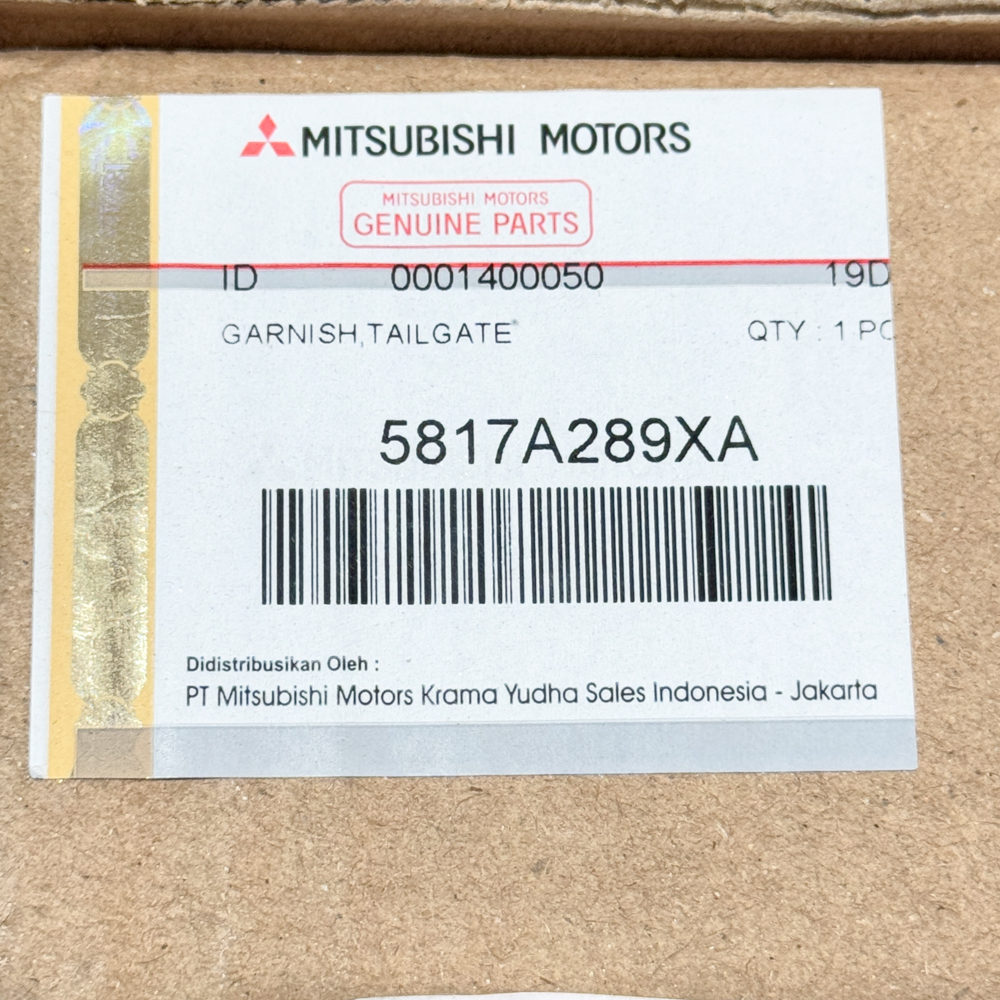 MITSUBISHI MOTORS
MITSUBISHI MOTORS
GENUINE PARTS
ID 0001400050 19D
GARNISH,TAILGATE QTY : 1 PC
5817A289XA
Didistribusikan Oleh :
PT Mitsubishi Motors Krama Yudha Sales Indonesia - Jakarta